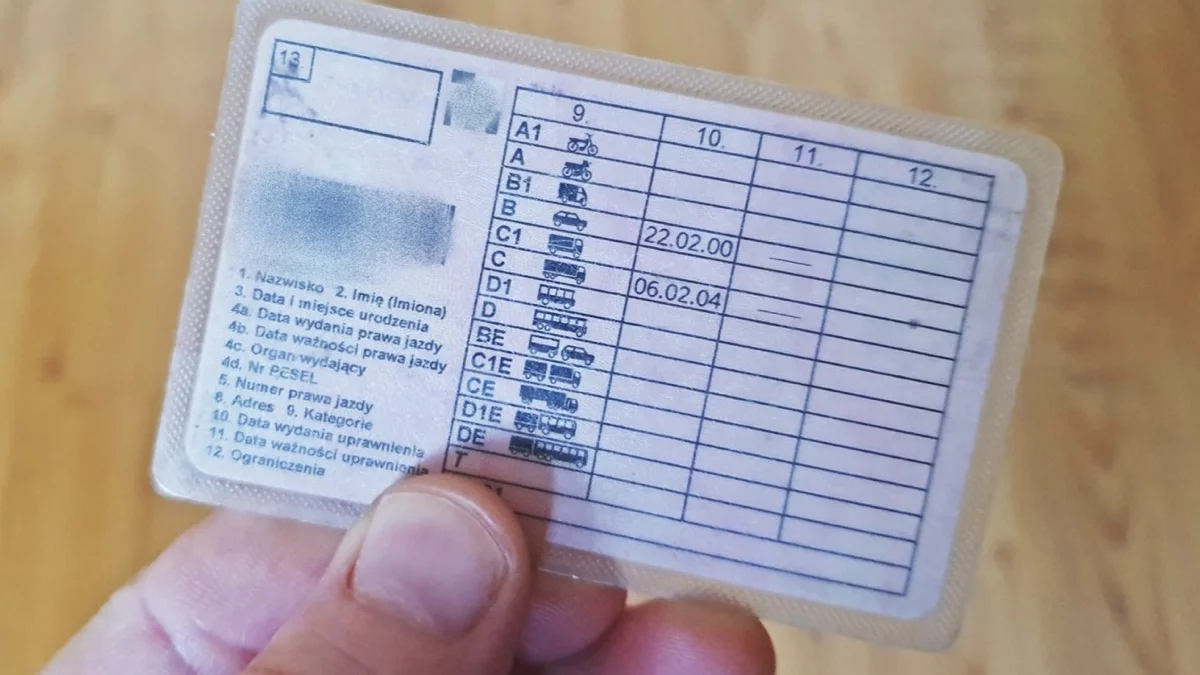 13.
1. Nazwisko 2. Imię (Imiona)
3. Data i miejsce urodzenia
4a. Data wydania prawa jazdy
4b. Data ważności prawa jazdy
4c. Organ wydający
4d. Nr PESEL
5. Numer prawa jazdy
8. Adres 9. Kategorie
10. Data wydania uprawnienia
11. Data ważności uprawnienia
12. Ograniczenia
9. 10. 11. 12.
A1
A
B1
B 22.02.00 —
C1
C 06.02.04 —
D1
D
BE
C1E
CE
D1E
DE
T